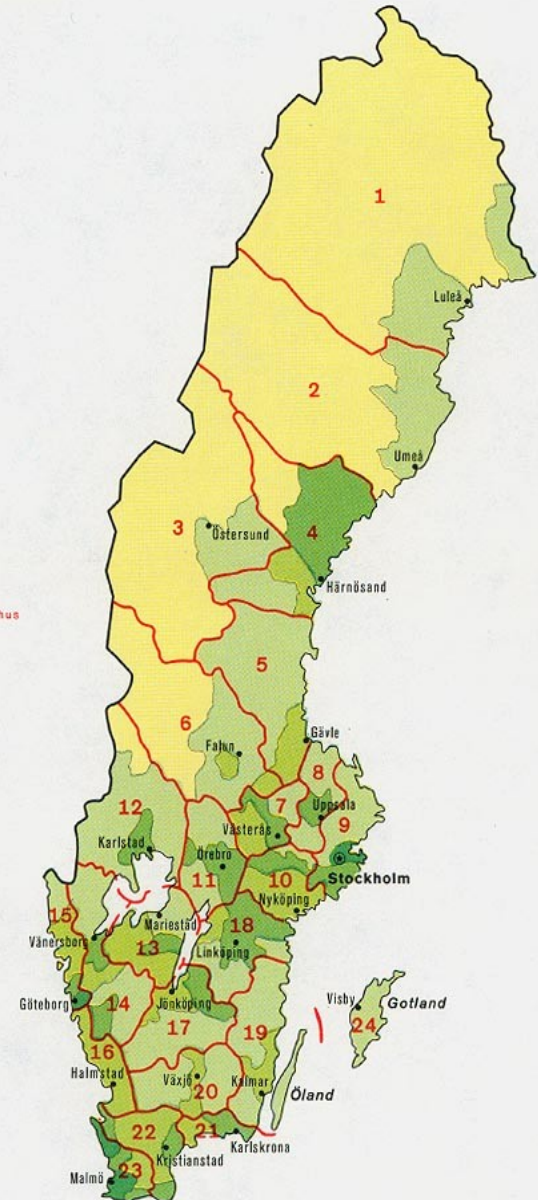 1
Luleå
2
Umeå
3
Östersund
4
Härnösand
hus
5
6
Gävle
Falun
8
7
Uppsala
12
Västerås
9
Karlstad
Örebro
Stockholm
11
10
Nyköping
15
Mariestad
18
Vänersborg
13
Linköping
Göteborg
14
Jönköping
Visby
Gotland
17
19
24
16
Halmstad
Växjö
20
Kalmar
Öland
22
21
Karlskrona
Kristianstad
23
Malmö